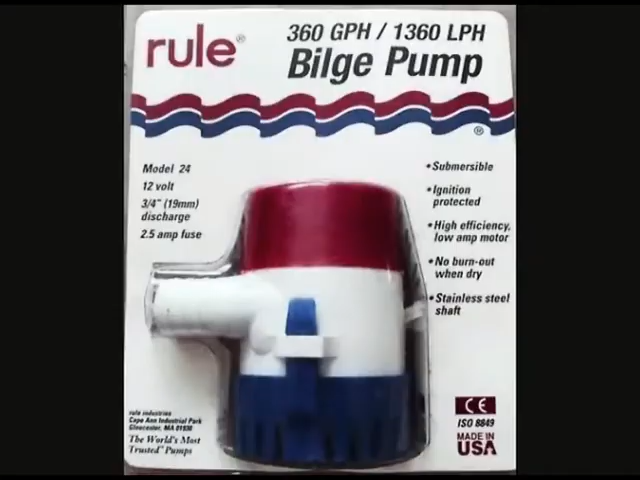 rule®
360 GPH / 1360 LPH
Bilge Pump
®
Model 24
12 volt
3/4" (19mm)
discharge
2.5 amp fuse
•Submersible
•Ignition
protected
•High efficiency,
low amp motor
•No burn-out
when dry
•Stainless steel
shaft
rule industries
Cape Ann Industrial Park
Gloucester, MA 01930
The World's Most
Trusted Pumps
CE
ISO 8849
MADE IN
USA